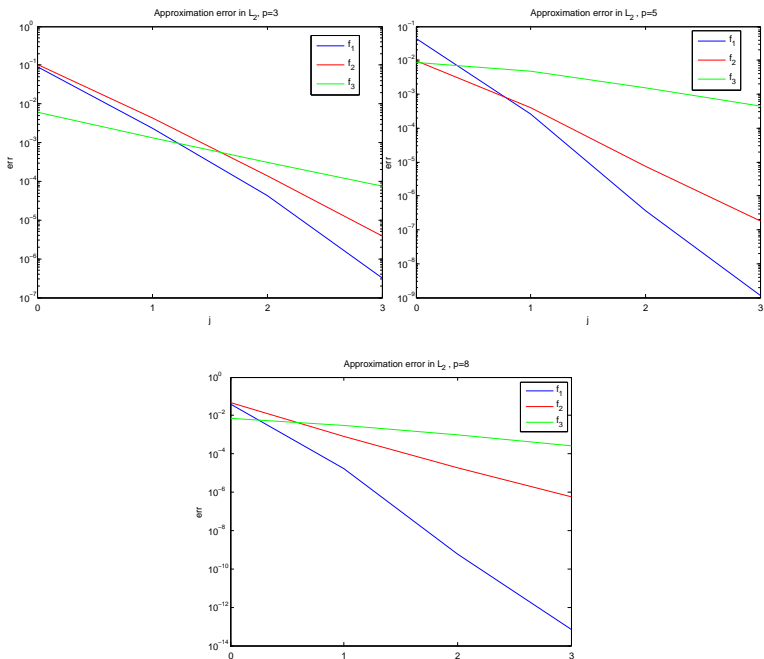 Approximation error in L₂, p=3
10⁰
10⁻¹
10⁻²
10⁻³
10⁻⁴
10⁻⁵
10⁻⁶
10⁻⁷
err
0 1 2 3
j
f₁
f₂
f₃
Approximation error in L₂ , p=5
10⁻¹
10⁻²
10⁻³
10⁻⁴
10⁻⁵
10⁻⁶
10⁻⁷
10⁻⁸
10⁻⁹
err
0 1 2 3
j
f₁
f₂
f₃
Approximation error in L₂ , p=8
10⁰
10⁻²
10⁻⁴
10⁻⁶
10⁻⁸
10⁻¹⁰
10⁻¹²
10⁻¹⁴
err
0 1 2 3
f₁
f₂
f₃